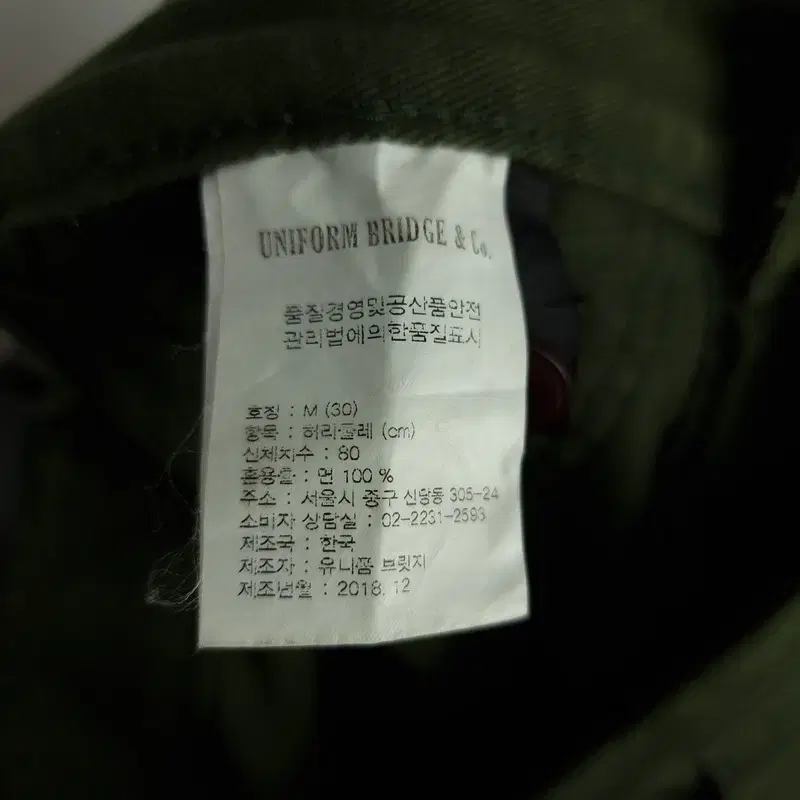 UNIFORM BRIDGE & Co.
품질경영및공산품안전
관리법에의한품질표시
호칭 : M (30)
항목 : 허리둘레 (cm)
신체치수 : 80
혼용율 : 면 100 %
주소 : 서울시 중구 신당동 305-24
소비자 상담실 : 02-2231-2593
제조국 : 한국
제조자 : 유니폼 브릿지
제조년월 : 2018. 12